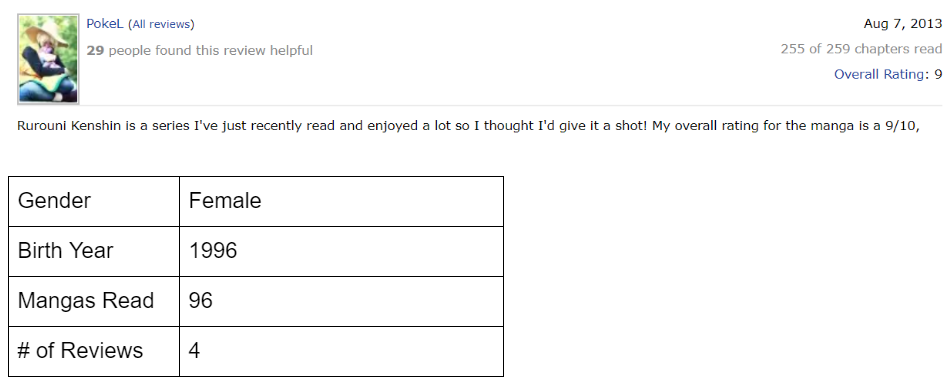 PokeL (All reviews) Aug 7, 2013
29 people found this review helpful 255 of 259 chapters read
Overall Rating: 9
Rurouni Kenshin is a series I've just recently read and enjoyed a lot so I thought I'd give it a shot! My overall rating for the manga is a 9/10,
Gender Female
Birth Year 1996
Mangas Read 96
# of Reviews 4